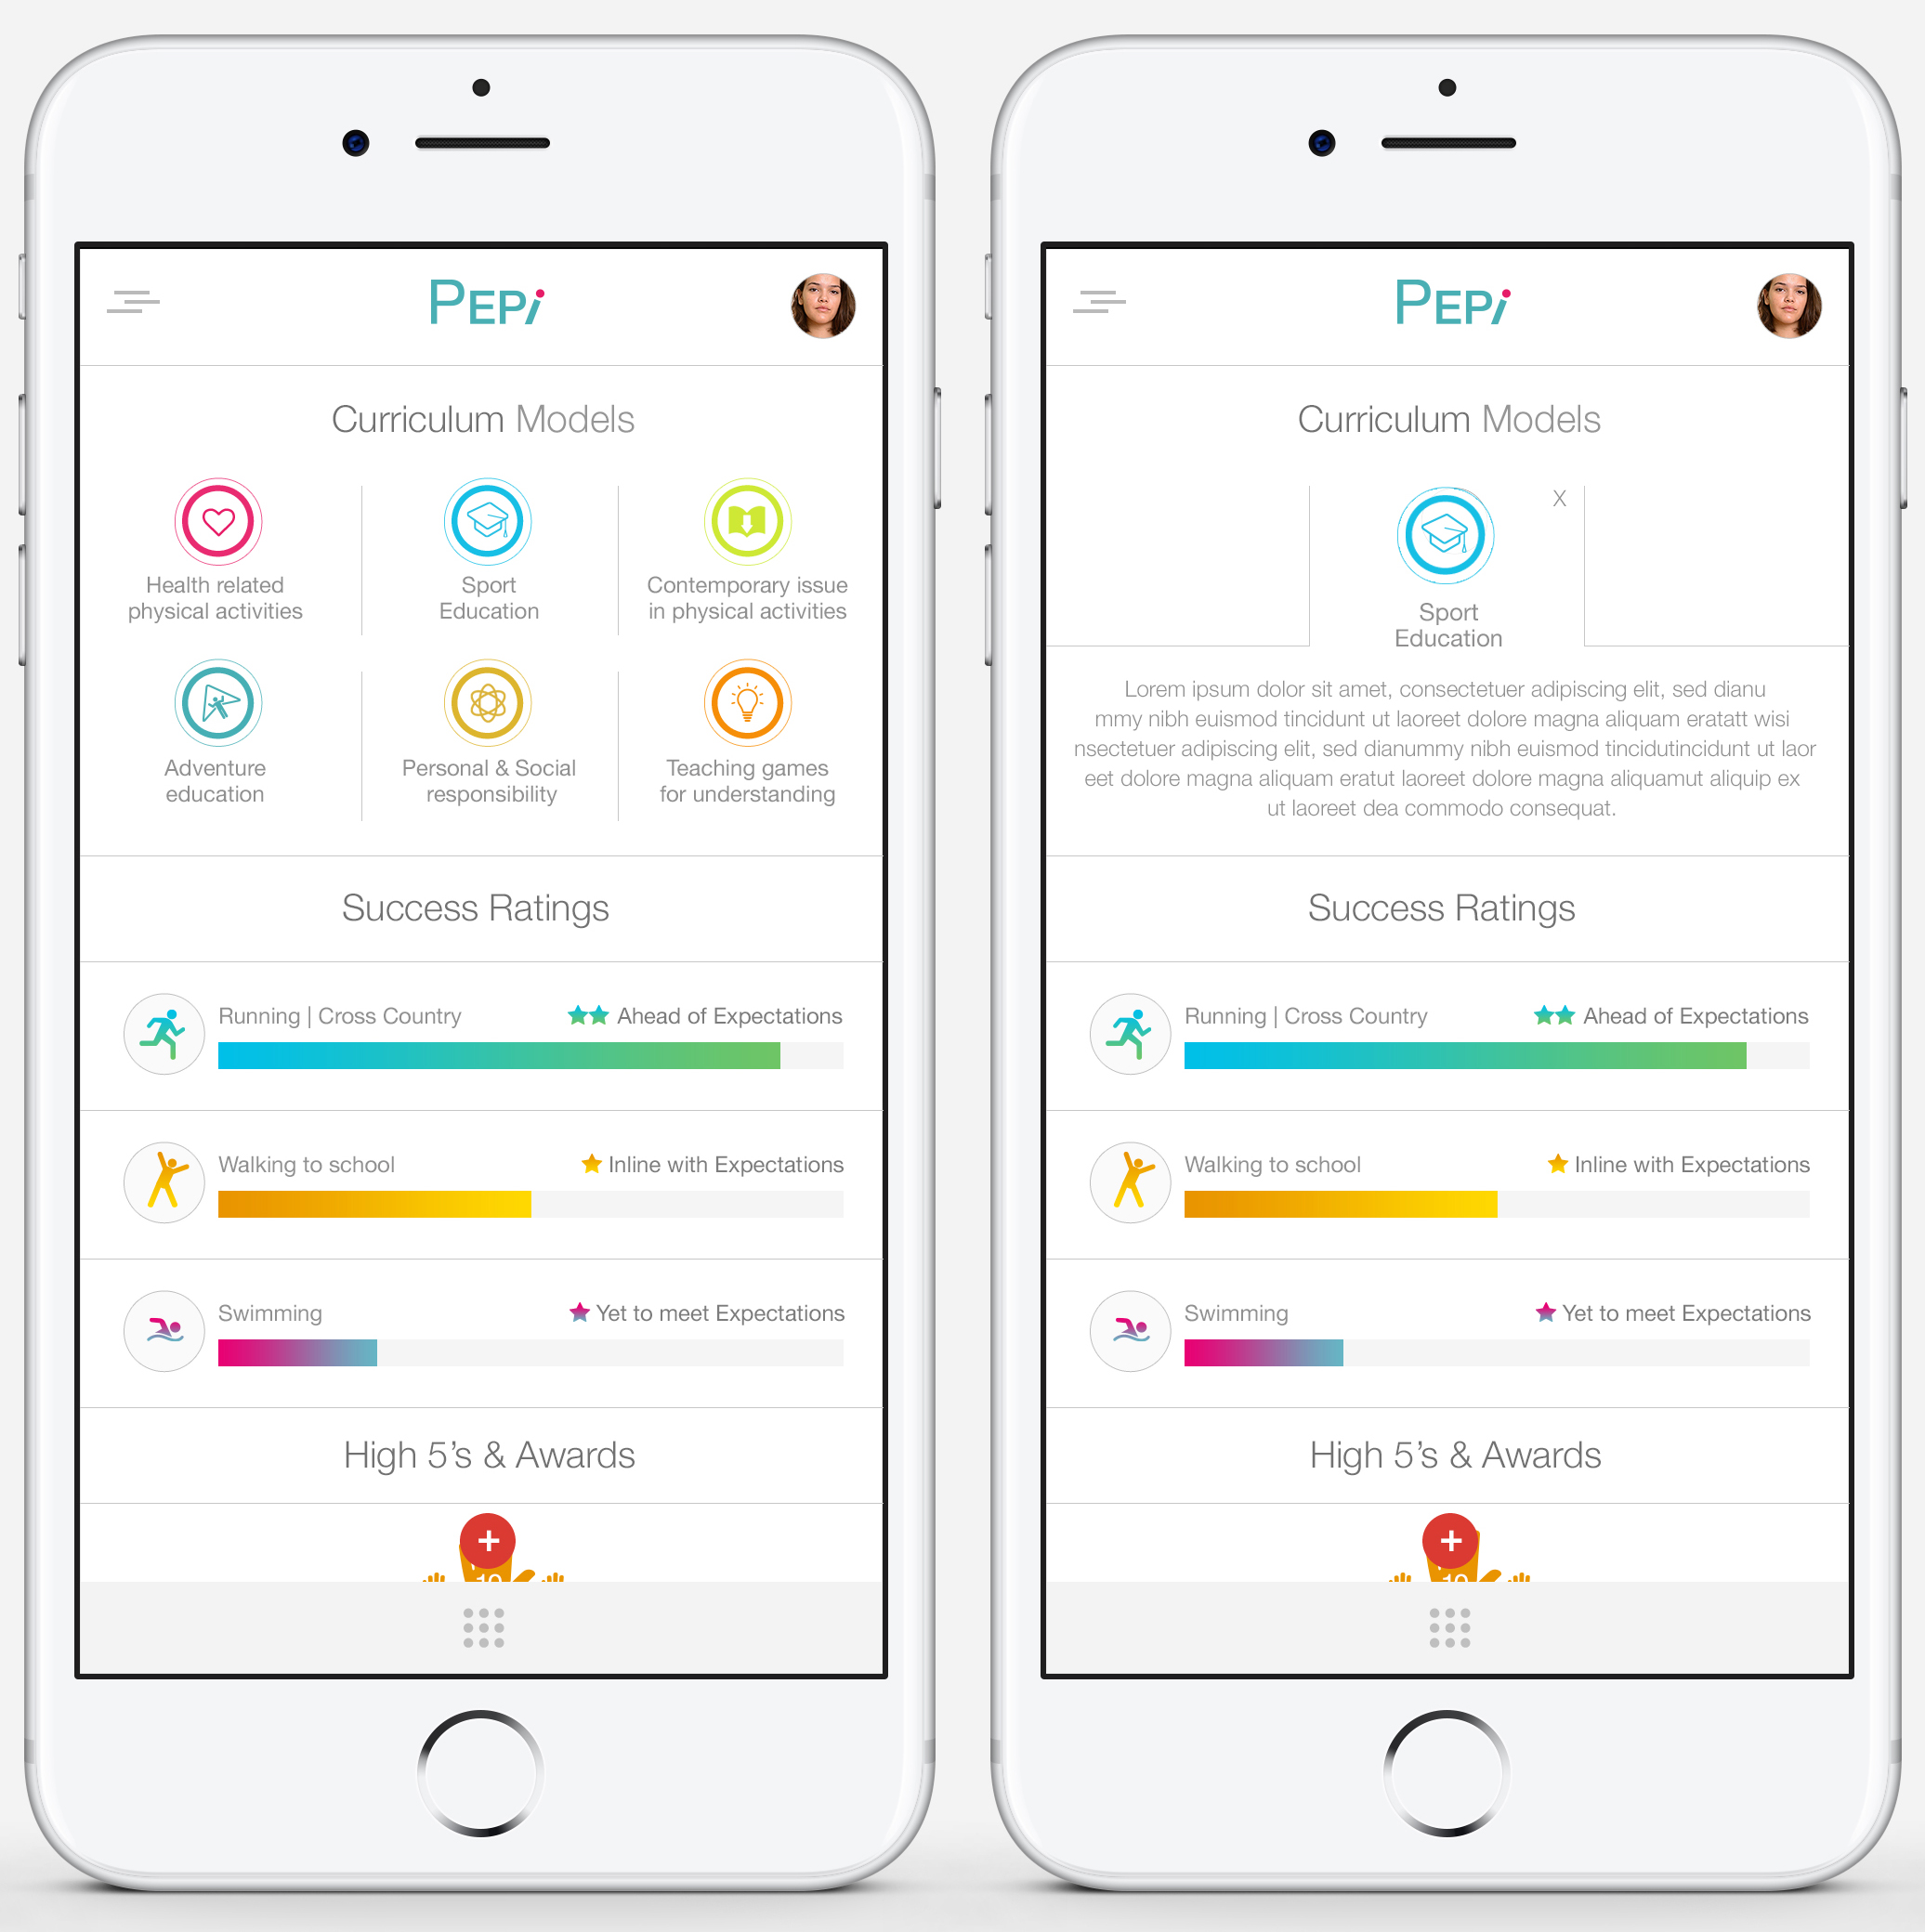 PEPi
Curriculum Models
Health related
physical activities
Sport
Education
Contemporary issue
in physical activities
Adventure
education
Personal & Social
responsibility
Teaching games
for understanding
Success Ratings
Running | Cross Country
Ahead of Expectations
Walking to school
Inline with Expectations
Swimming
Yet to meet Expectations
High 5’s & Awards
+
10
PEPi
Curriculum Models
X
Sport
Education
Lorem ipsum dolor sit amet, consectetuer adipiscing elit, sed dianu
mmy nibh euismod tincidunt ut laoreet dolore magna aliquam eratatt wisi
nsectetuer adipiscing elit, sed dianummy nibh euismod tincidutincidunt ut laor
eet dolore magna aliquam eratut laoreet dolore magna aliquamut aliquip ex
ut laoreet dea commodo consequat.
Success Ratings
Running | Cross Country
Ahead of Expectations
Walking to school
Inline with Expectations
Swimming
Yet to meet Expectations
High 5’s & Awards
+
10